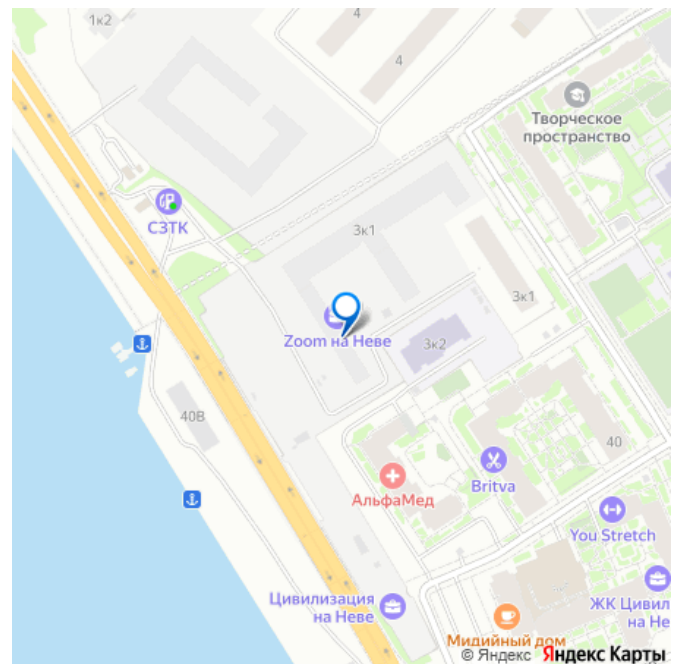 1к2
4
4
Творческое
пространство
СЗТК
3к1
3к1
Zoom на Неве
3к2
40В
40
Britva
АльфаМед
You Stretch
Цивилизация
на Неве
ЖК Цивил
на Не
Мидийный дом
© Яндекс Яндекс Карты